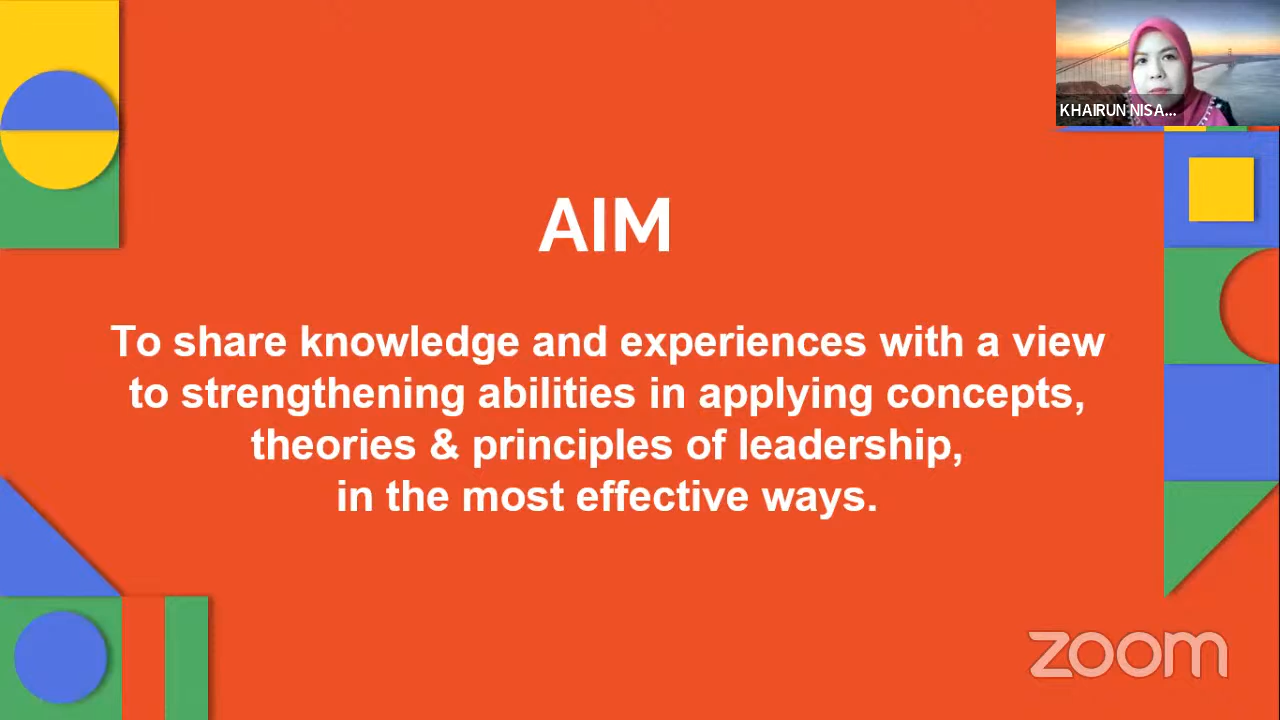 KHAIRUN NISA...
AIM
To share knowledge and experiences with a view
to strengthening abilities in applying concepts,
theories & principles of leadership,
in the most effective ways.
zoom